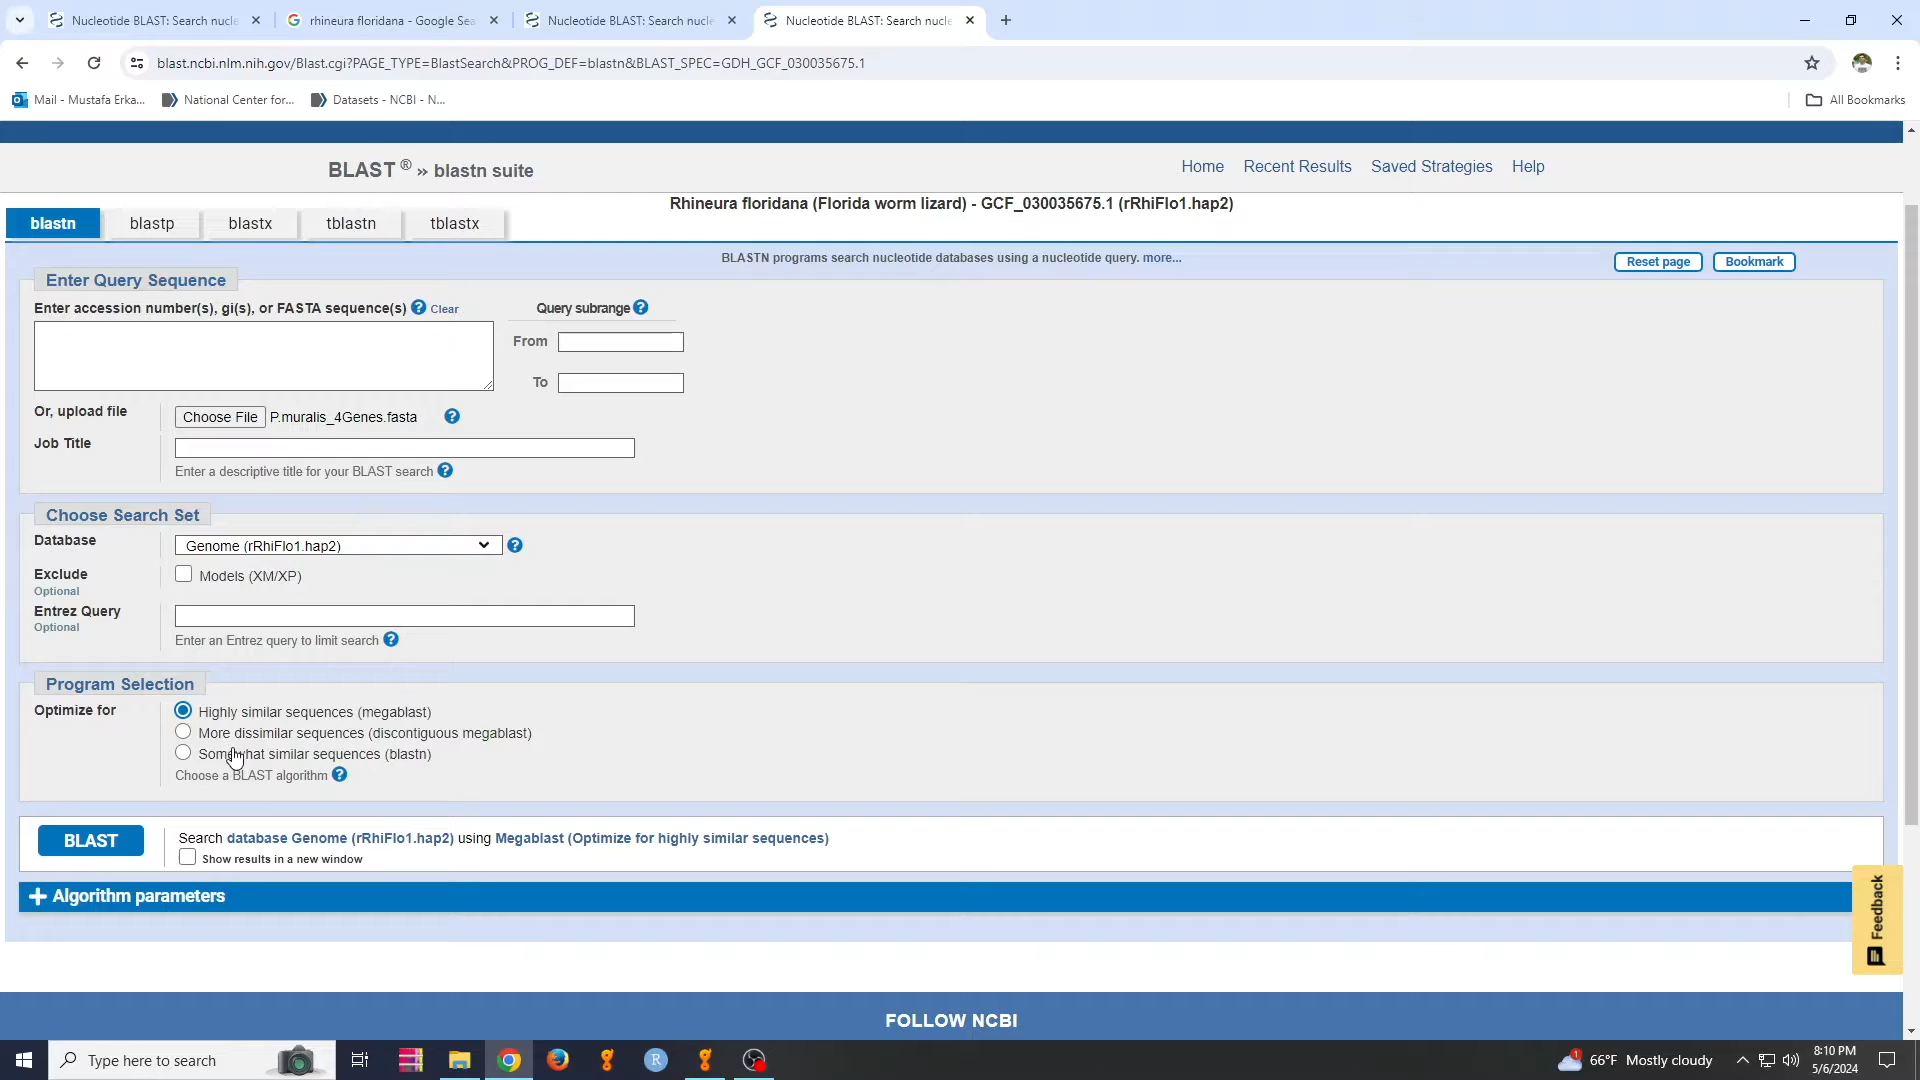 Nucleotide BLAST: Search nucle
rhineura floridana - Google Sea
Nucleotide BLAST: Search nucle
Nucleotide BLAST: Search nucle
blast.ncbi.nlm.nih.gov/Blast.cgi?PAGE_TYPE=BlastSearch&PROG_DEF=blastn&BLAST_SPEC=GDH_GCF_030035675.1
Mail - Mustafa Erka...
National Center for...
Datasets - NCBI - N...
All Bookmarks
BLAST ® » blastn suite
Home
Recent Results
Saved Strategies
Help
Rhineura floridana (Florida worm lizard) - GCF_030035675.1 (rRhiFlo1.hap2)
blastn
blastp
blastx
tblastn
tblastx
BLASTN programs search nucleotide databases using a nucleotide query. more...
Reset page
Bookmark
Enter Query Sequence
Enter accession number(s), gi(s), or FASTA sequence(s) ? Clear
Query subrange ?
From
To
Or, upload file
Choose File P.muralis_4Genes.fasta ?
Job Title
Enter a descriptive title for your BLAST search ?
Choose Search Set
Database
Genome (rRhiFlo1.hap2) ?
Exclude
Optional
Models (XM/XP)
Entrez Query
Optional
Enter an Entrez query to limit search ?
Program Selection
Optimize for
Highly similar sequences (megablast)
More dissimilar sequences (discontiguous megablast)
Somewhat similar sequences (blastn)
Choose a BLAST algorithm ?
BLAST
Search database Genome (rRhiFlo1.hap2) using Megablast (Optimize for highly similar sequences)
Show results in a new window
+ Algorithm parameters
Feedback
FOLLOW NCBI
Type here to search
R
1
66°F Mostly cloudy
8:10 PM
5/6/2024